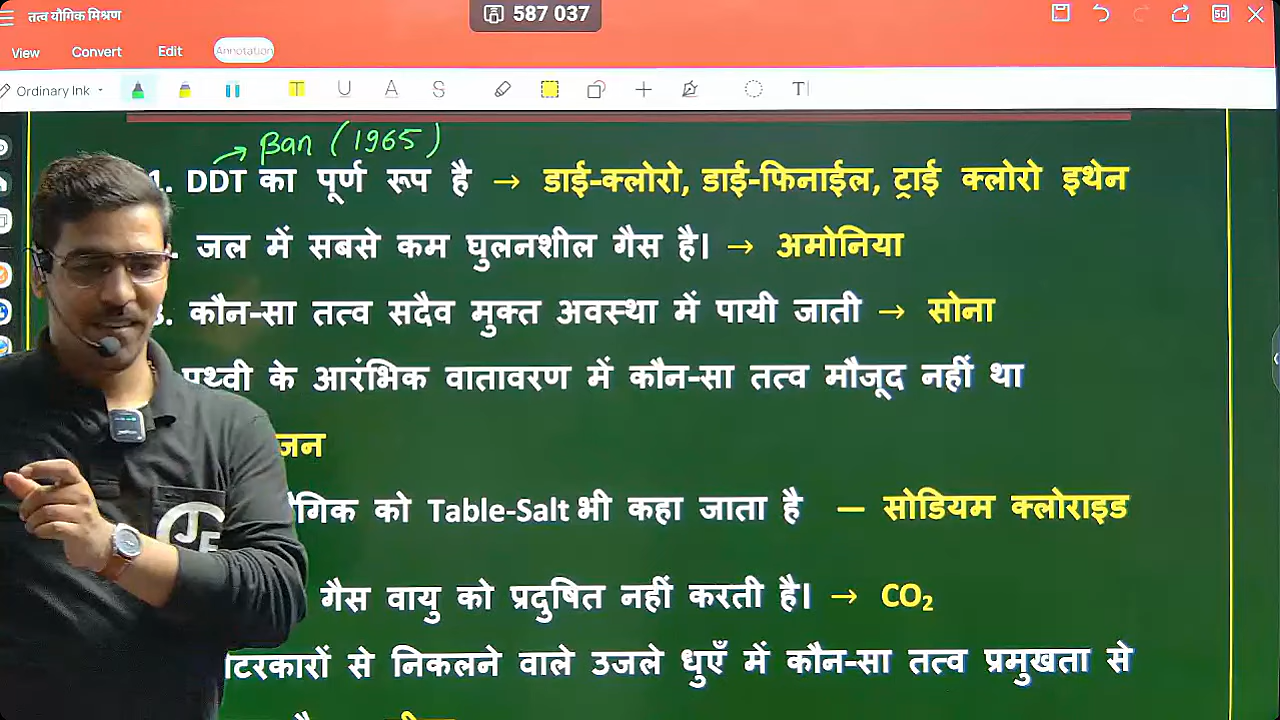 तत्व यौगिक मिश्रण
587 037
50
View Convert Edit Annotation
Ordinary Ink
Ban (1965)
1. DDT का पूर्ण रूप है → डाई-क्लोरो, डाई-फिनाईल, ट्राई क्लोरो इथेन
. जल में सबसे कम घुलनशील गैस है। → अमोनिया
3. कौन-सा तत्व सदैव मुक्त अवस्था में पायी जाती → सोना
पृथ्वी के आरंभिक वातावरण में कौन-सा तत्व मौजूद नहीं था
जन
गिक को Table-Salt भी कहा जाता है — सोडियम क्लोराइड
गैस वायु को प्रदुषित नहीं करती है। → CO₂
टरकारों से निकलने वाले उजले धुएँ में कौन-सा तत्व प्रमुखता से